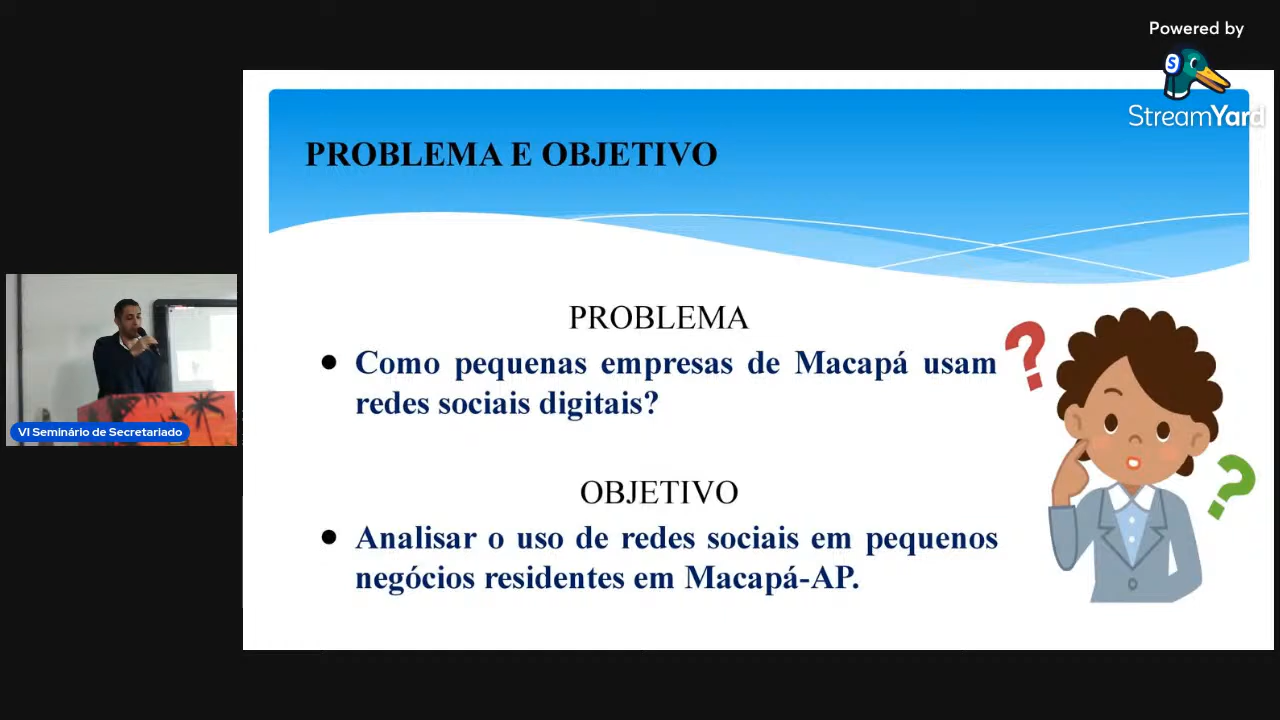 Powered by
S
StreamYard
PROBLEMA E OBJETIVO
PROBLEMA
● Como pequenas empresas de Macapá usam
redes sociais digitais?
OBJETIVO
● Analisar o uso de redes sociais em pequenos
negócios residentes em Macapá-AP.
VI Seminário de Secretariado